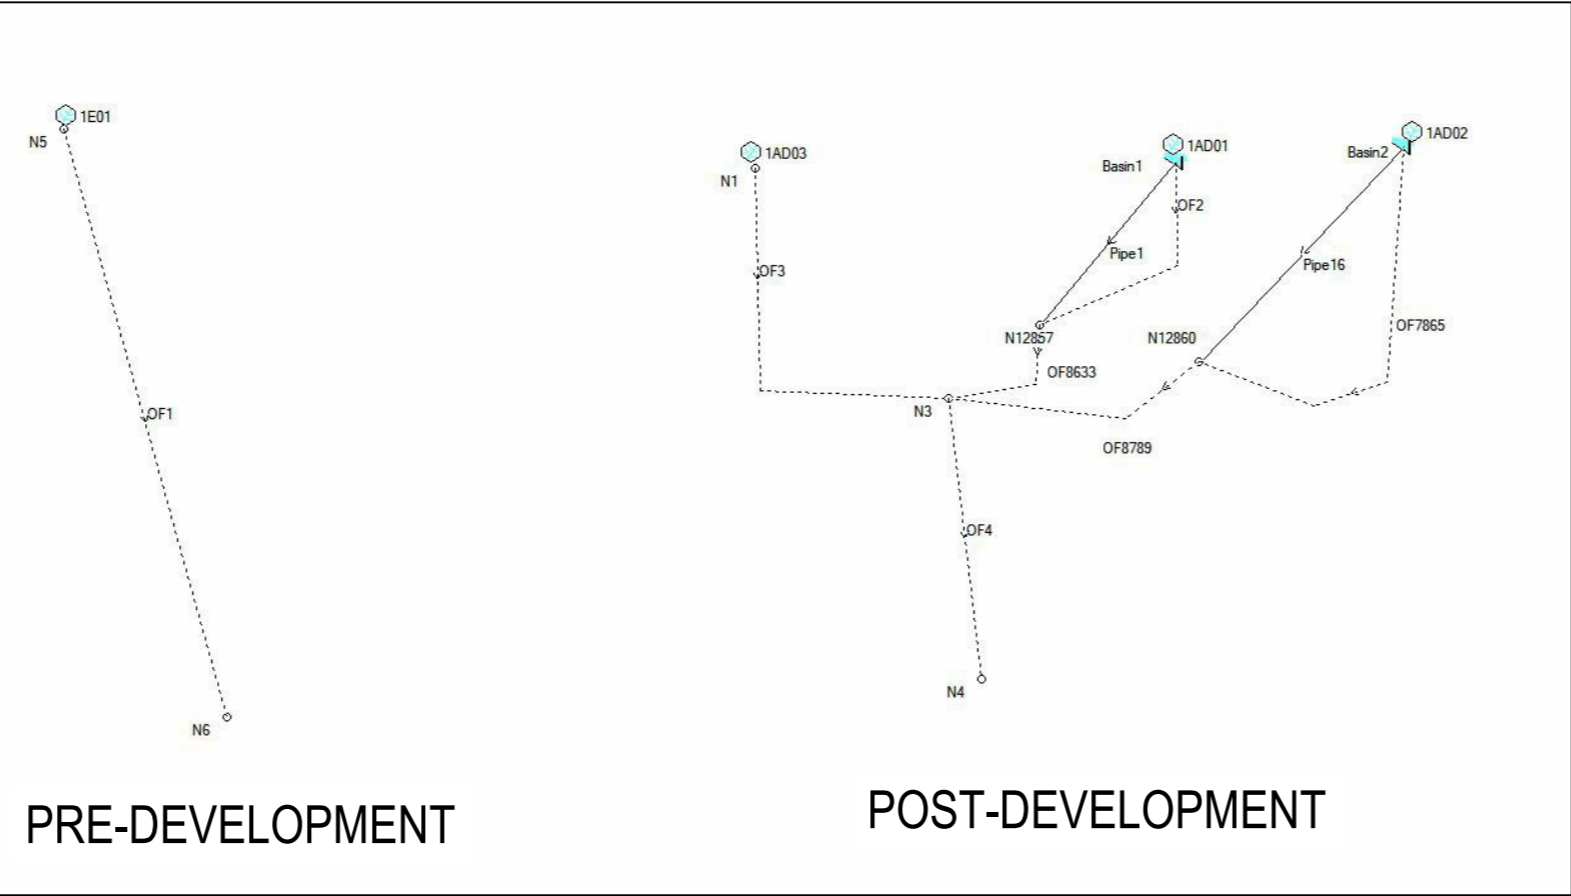 1E01
N5
1AD03
N1
1AD01
Basin1
1AD02
Basin2
OF2
Pipe1
Pipe16
OF3
N12857
N12860
OF7865
OF8633
N3
OF1
OF8789
OF4
N4
N6
PRE-DEVELOPMENT
POST-DEVELOPMENT